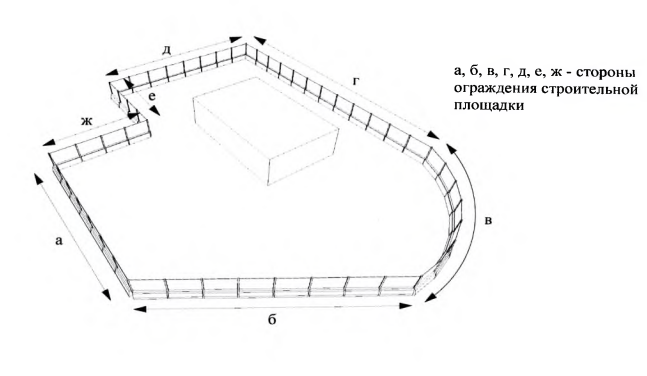 д
г
е
ж
а
в
б
а, б, в, г, д, е, ж - стороны
ограждения строительной
площадки